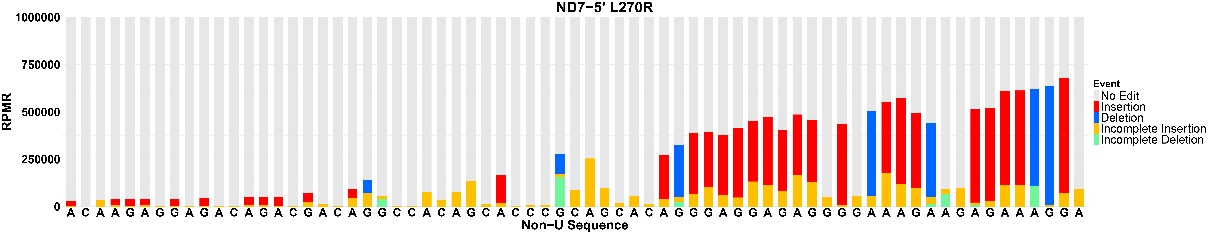 ND7−5' L270R
1000000
750000
500000
250000
0
RPMR
A C A A G A G G A G A C A G A C G A C A G G C C A C A G C A C C C G C A G C A C A G G G A G G A G A G G G G A A A G A A G A G A A A G G A
Non−U Sequence
Event
No Edit
Insertion
Deletion
Incomplete Insertion
Incomplete Deletion